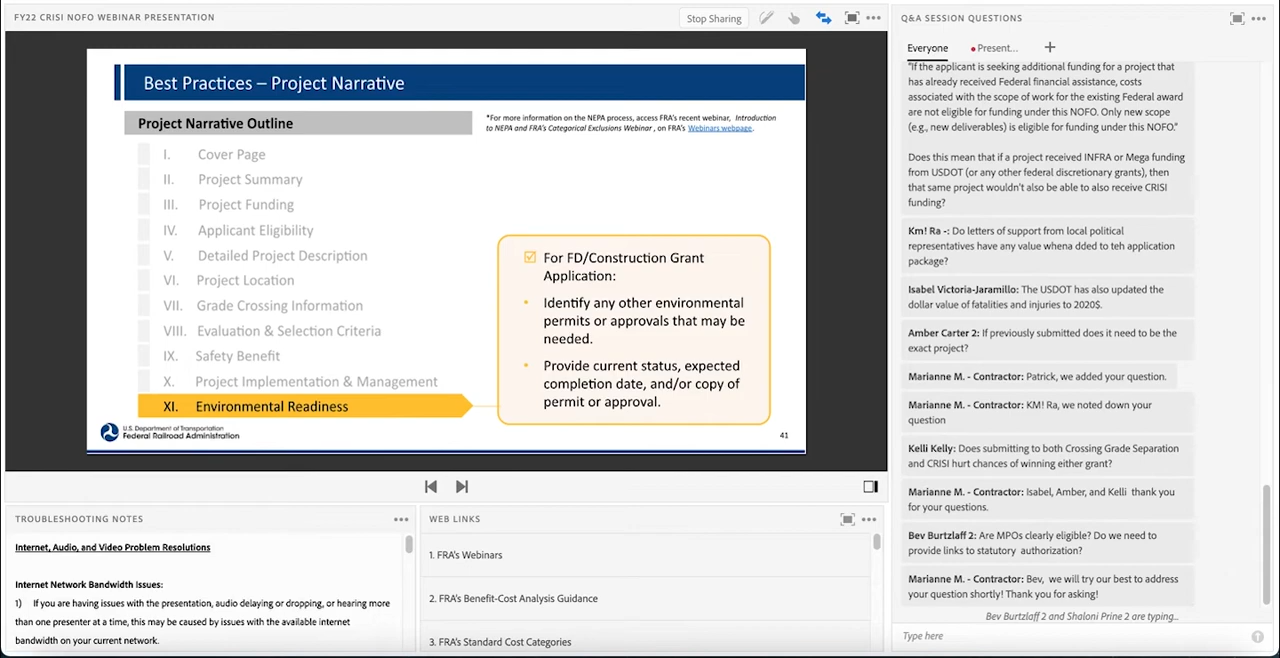 FY22 CRISI NOFO WEBINAR PRESENTATION
Stop Sharing
Best Practices – Project Narrative
Project Narrative Outline
*For more information on the NEPA process, access FRA's recent webinar, Introduction
to NEPA and FRA's Categorical Exclusions Webinar , on FRA's Webinars webpage.
I. Cover Page
II. Project Summary
III. Project Funding
IV. Applicant Eligibility
V. Detailed Project Description
VI. Project Location
VII. Grade Crossing Information
VIII. Evaluation & Selection Criteria
IX. Safety Benefit
X. Project Implementation & Management
XI. Environmental Readiness
For FD/Construction Grant
Application:
• Identify any other environmental
permits or approvals that may be
needed.
• Provide current status, expected
completion date, and/or copy of
permit or approval.
U.S. Department of Transportation
Federal Railroad Administration
41
TROUBLESHOOTING NOTES
Internet, Audio, and Video Problem Resolutions
Internet Network Bandwidth Issues:
1) If you are having issues with the presentation, audio delaying or dropping, or hearing more
than one presenter at a time, this may be caused by issues with the available internet
bandwidth on your current network.
WEB LINKS
1. FRA's Webinars
2. FRA's Benefit-Cost Analysis Guidance
3. FRA's Standard Cost Categories
Q&A SESSION QUESTIONS
Everyone
Present...
"If the applicant is seeking additional funding for a project that
has already received Federal financial assistance, costs
associated with the scope of work for the existing Federal award
are not eligible for funding under this NOFO. Only new scope
(e.g., new deliverables) is eligible for funding under this NOFO."
Does this mean that if a project received INFRA or Mega funding
from USDOT (or any other federal discretionary grants), then
that same project wouldn't also be able to also receive CRISI
funding?
Km! Ra -: Do letters of support from local political
representatives have any value whena dded to teh application
package?
Isabel Victoria-Jaramillo: The USDOT has also updated the
dollar value of fatalities and injuries to 2020$.
Amber Carter 2: If previously submitted does it need to be the
exact project?
Marianne M. - Contractor: Patrick, we added your question.
Marianne M. - Contractor: KM! Ra, we noted down your
question
Kelli Kelly: Does submitting to both Crossing Grade Separation
and CRISI hurt chances of winning either grant?
Marianne M. - Contractor: Isabel, Amber, and Kelli thank you
for your questions.
Bev Burtzlaff 2: Are MPOs clearly eligible? Do we need to
provide links to statutory authorization?
Marianne M. - Contractor: Bev, we will try our best to address
your question shortly! Thank you for asking!
Bev Burtzlaff 2 and Shaloni Prine 2 are typing...
Type here